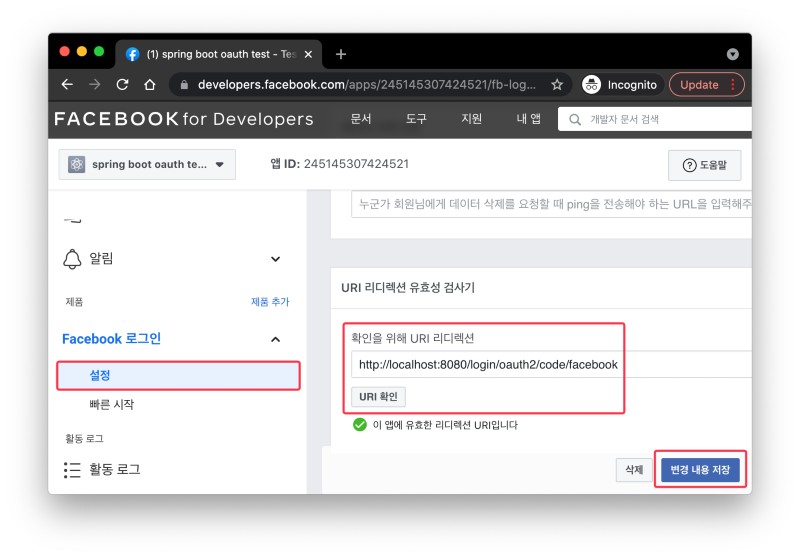 (1) spring boot oauth test - Tes
developers.facebook.com/apps/245145307424521/fb-log...
Incognito
Update
FACEBOOK for Developers
문서
도구
지원
내 앱
개발자 문서 검색
spring boot oauth te...
앱 ID: 245145307424521
도움말
누군가 회원님에게 데이터 삭제를 요청할 때 ping을 전송해야 하는 URL을 입력해주
알림
제품
제품 추가
URI 리디렉션 유효성 검사기
Facebook 로그인
확인을 위해 URI 리디렉션
http://localhost:8080/login/oauth2/code/facebook
설정
URI 확인
빠른 시작
이 앱에 유효한 리디렉션 URI입니다
활동 로그
활동 로그
삭제
변경 내용 저장